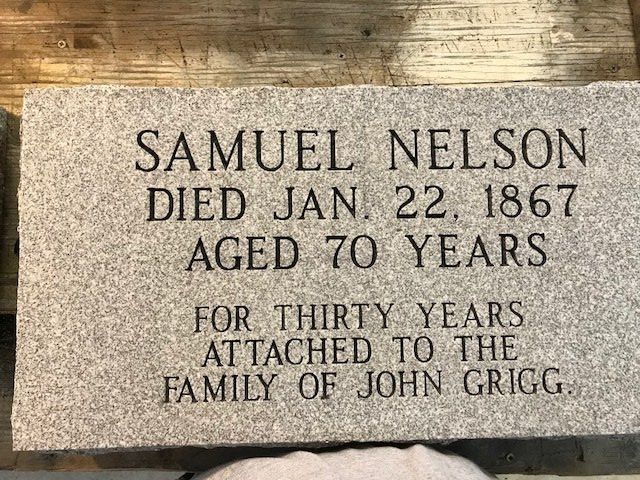 SAMUEL NELSON
DIED JAN. 22, 1867
AGED 70 YEARS
FOR THIRTY YEARS
ATTACHED TO THE
FAMILY OF JOHN GRIGG.